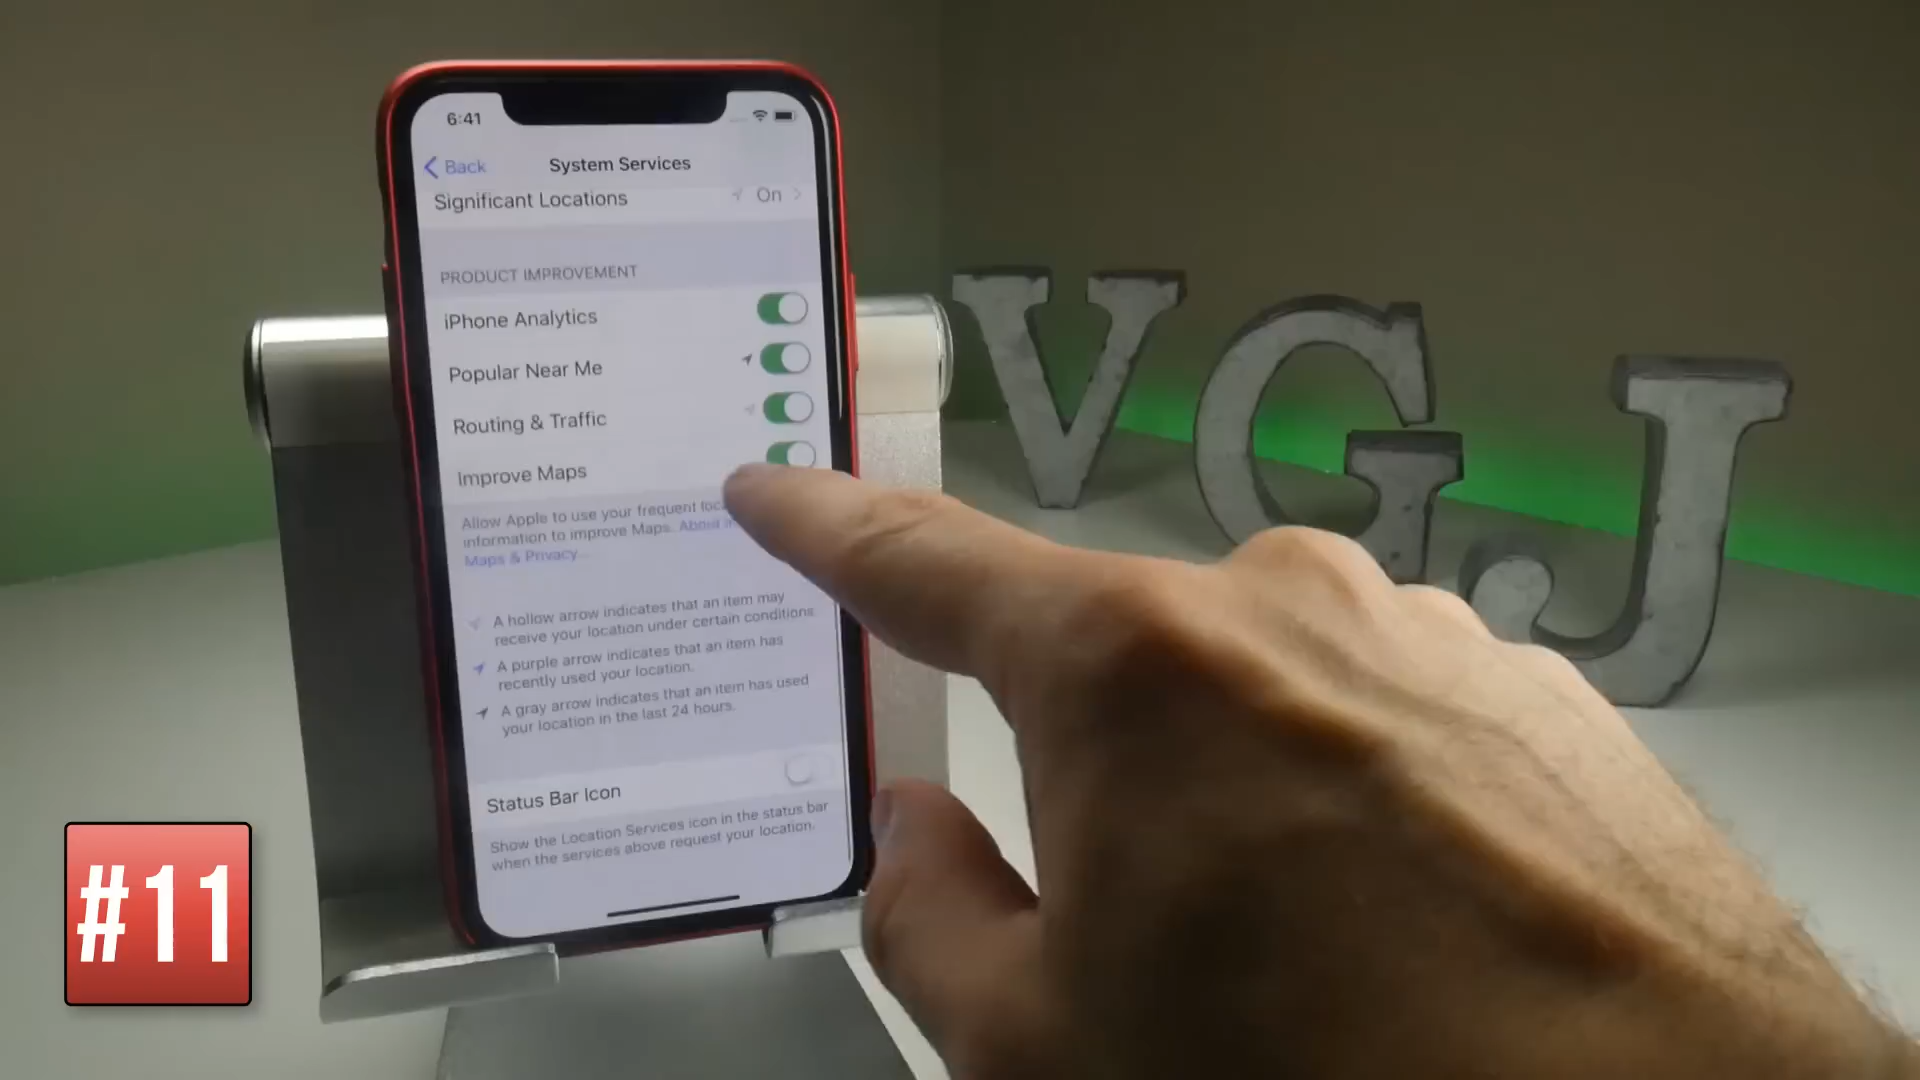 6:41
Back
System Services
Significant Locations
On
PRODUCT IMPROVEMENT
iPhone Analytics
Popular Near Me
Routing & Traffic
Improve Maps
Allow Apple to use your frequent
information to improve Maps. About
Maps & Privacy...
A hollow arrow indicates that an item may
receive your location under certain conditions.
A purple arrow indicates that an item has
recently used your location.
A gray arrow indicates that an item has used
your location in the last 24 hours.
Status Bar Icon
Show the Location Services icon in the status bar
when the services above request your location.
VGJ
#11